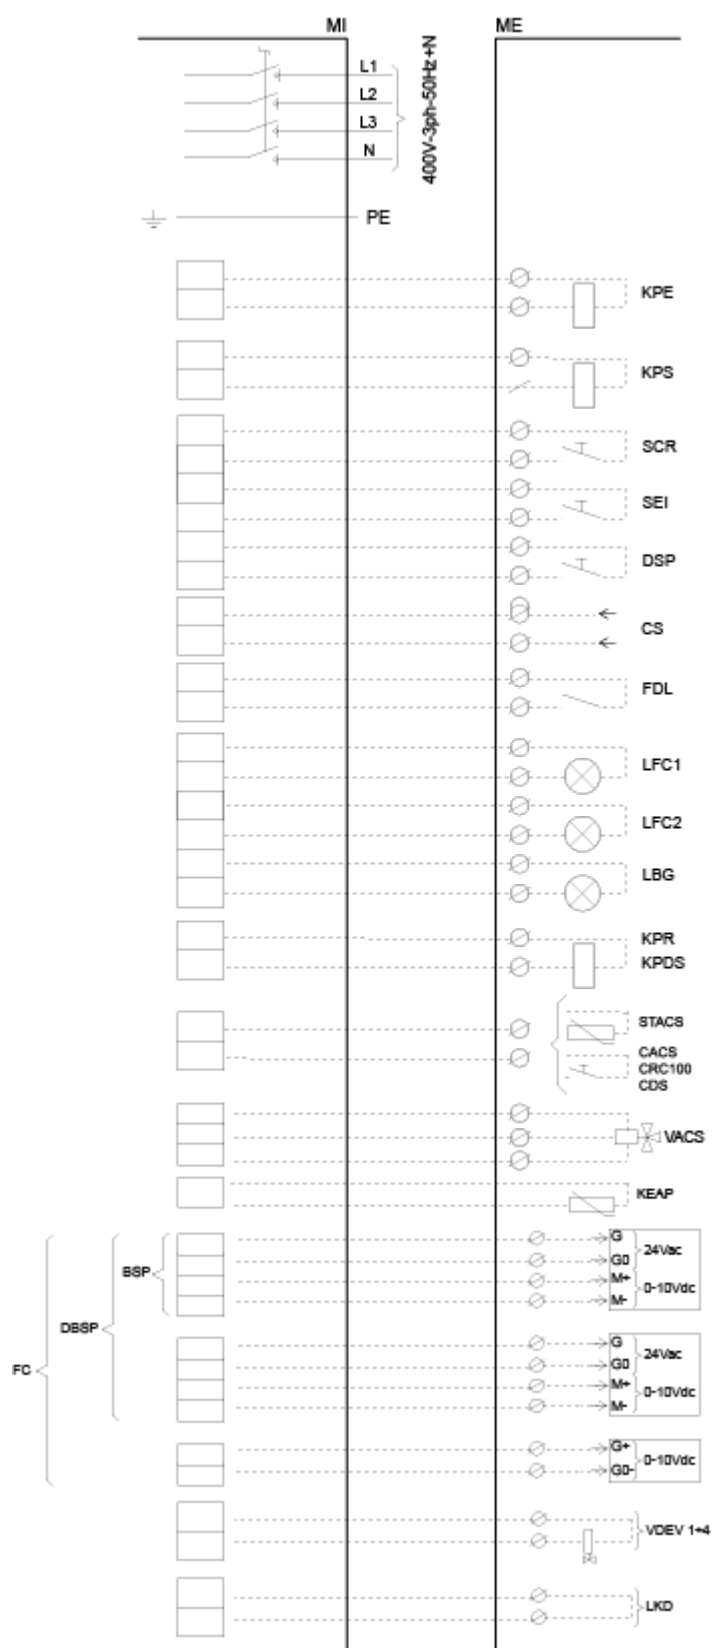 MI
ME
L1
L2
L3
N
400V-3ph-50Hz+N
PE
KPE
KPS
SCR
SEI
DSP
CS
FDL
LFC1
LFC2
LBG
KPR
KPDS
STACS
CACS
CRC100
CDS
VACS
KEAP
BSP
DBSP
FC
G
G0
24Vac
M+
M-
0-10Vdc
G
G0
24Vac
M+
M-
0-10Vdc
G+
G0-
0-10Vdc
VDEV 1÷4
LKD